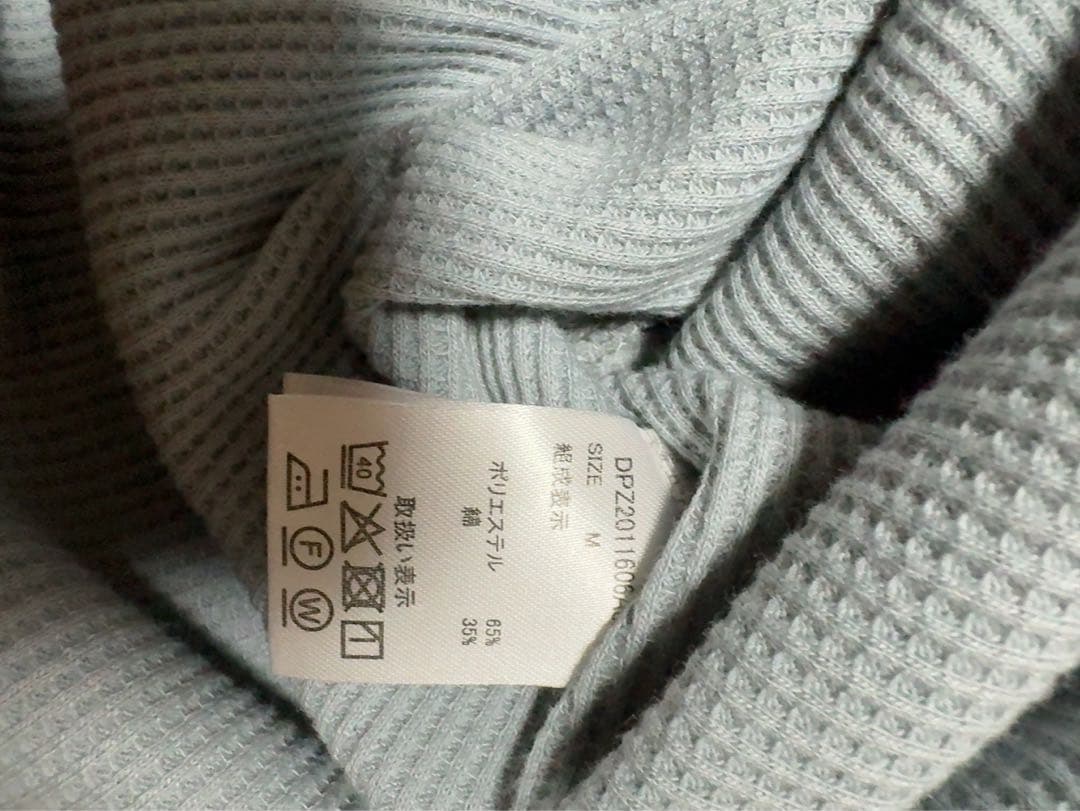 DPZ2011606
SIZE M
組成表示
ポリエステル 65%
綿 35%
取扱い表示
40
F W